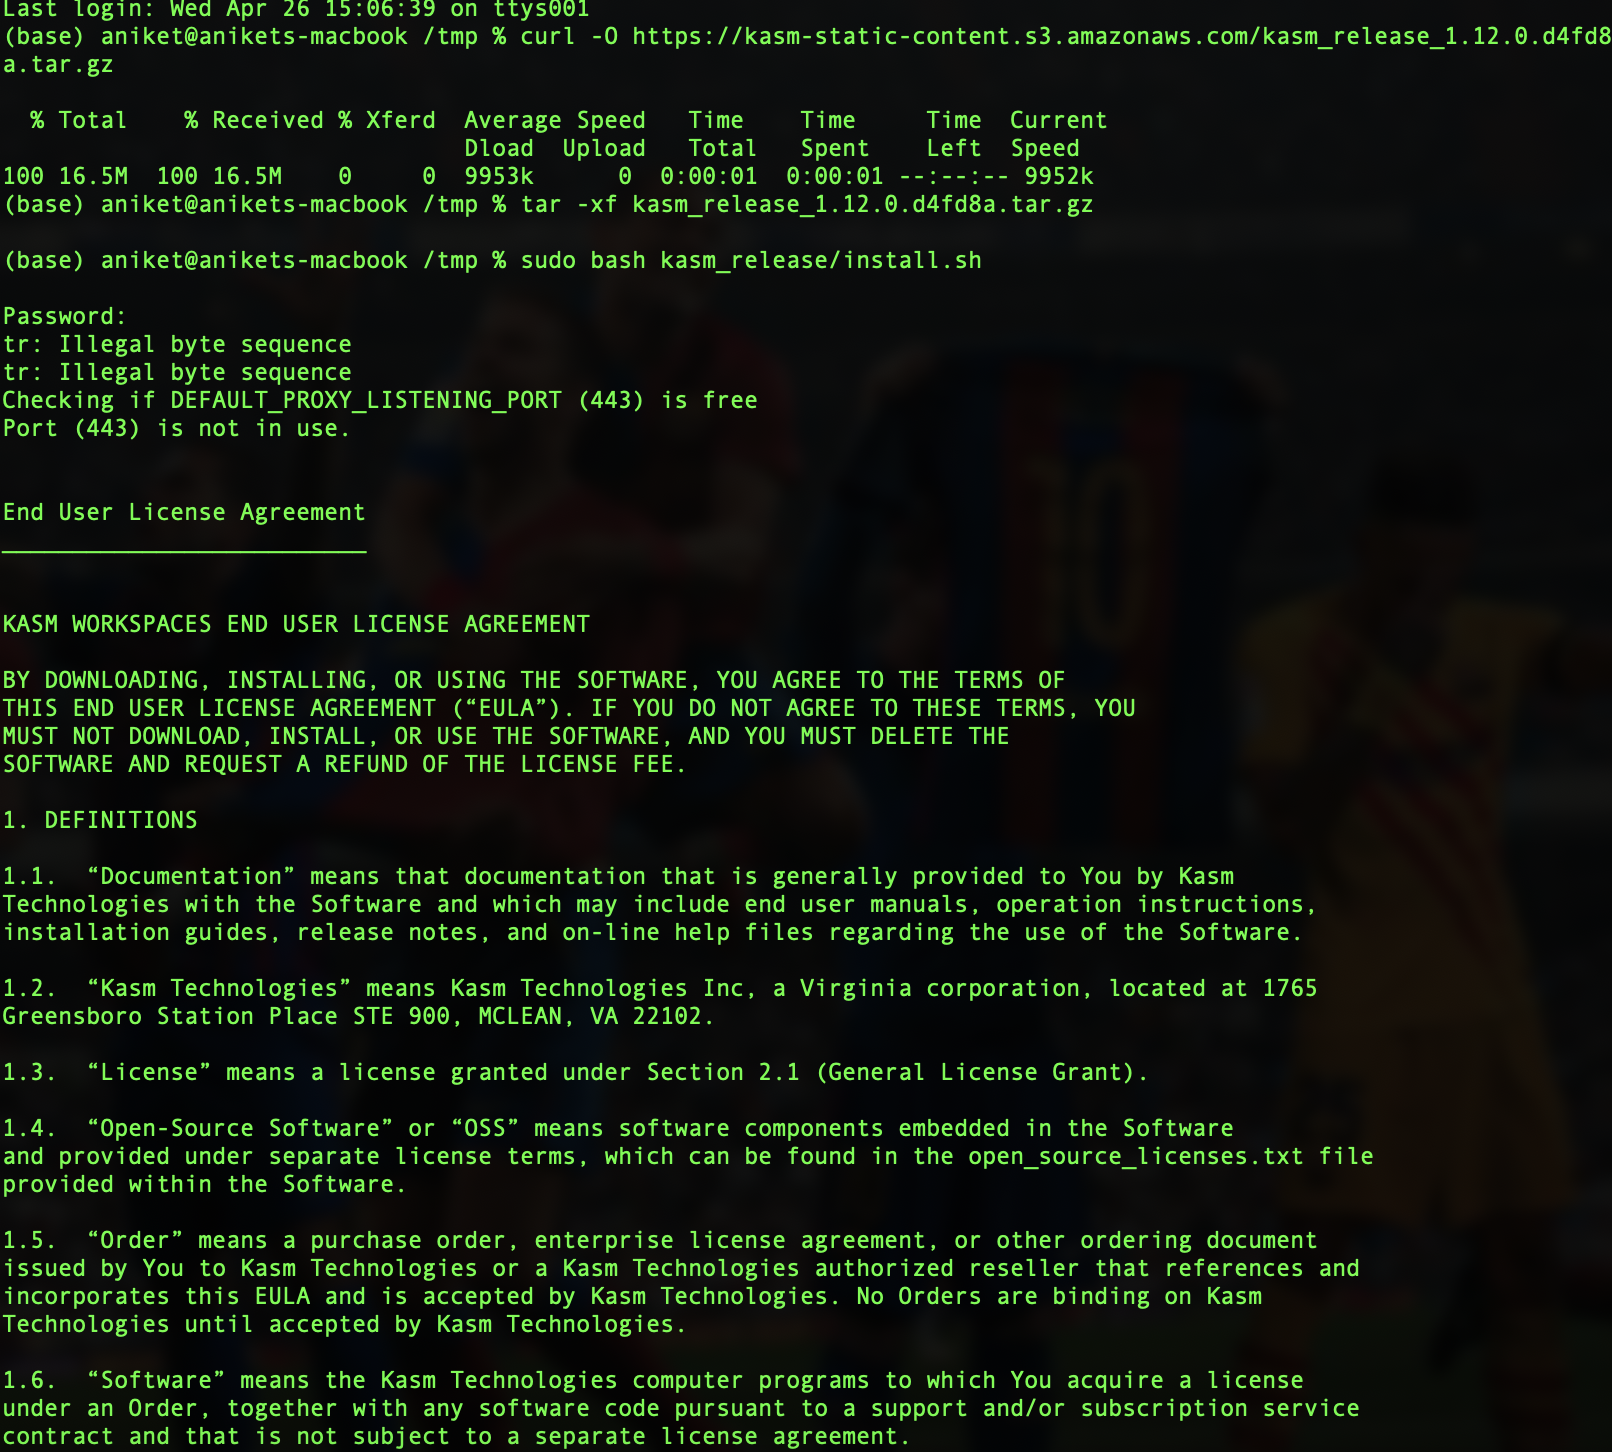 Last login: Wed Apr 26 15:06:39 on ttys001
(base) aniket@anikets-macbook /tmp % curl -O https://kasm-static-content.s3.amazonaws.com/kasm_release_1.12.0.d4fd8
a.tar.gz
  % Total    % Received % Xferd  Average Speed   Time    Time     Time  Current
                                 Dload  Upload   Total   Spent    Left  Speed
100 16.5M  100 16.5M    0     0  9953k      0  0:00:01  0:00:01 --:--:-- 9952k
(base) aniket@anikets-macbook /tmp % tar -xf kasm_release_1.12.0.d4fd8a.tar.gz
(base) aniket@anikets-macbook /tmp % sudo bash kasm_release/install.sh
Password:
tr: Illegal byte sequence
tr: Illegal byte sequence
Checking if DEFAULT_PROXY_LISTENING_PORT (443) is free
Port (443) is not in use.
End User License Agreement
__________________________
KASM WORKSPACES END USER LICENSE AGREEMENT
BY DOWNLOADING, INSTALLING, OR USING THE SOFTWARE, YOU AGREE TO THE TERMS OF
THIS END USER LICENSE AGREEMENT (“EULA”). IF YOU DO NOT AGREE TO THESE TERMS, YOU
MUST NOT DOWNLOAD, INSTALL, OR USE THE SOFTWARE, AND YOU MUST DELETE THE
SOFTWARE AND REQUEST A REFUND OF THE LICENSE FEE.
1. DEFINITIONS
1.1.  “Documentation” means that documentation that is generally provided to You by Kasm
Technologies with the Software and which may include end user manuals, operation instructions,
installation guides, release notes, and on-line help files regarding the use of the Software.
1.2.  “Kasm Technologies” means Kasm Technologies Inc, a Virginia corporation, located at 1765
Greensboro Station Place STE 900, MCLEAN, VA 22102.
1.3.  “License” means a license granted under Section 2.1 (General License Grant).
1.4.  “Open-Source Software” or “OSS” means software components embedded in the Software
and provided under separate license terms, which can be found in the open_source_licenses.txt file
provided within the Software.
1.5.  “Order” means a purchase order, enterprise license agreement, or other ordering document
issued by You to Kasm Technologies or a Kasm Technologies authorized reseller that references and
incorporates this EULA and is accepted by Kasm Technologies. No Orders are binding on Kasm
Technologies until accepted by Kasm Technologies.
1.6.  “Software” means the Kasm Technologies computer programs to which You acquire a license
under an Order, together with any software code pursuant to a support and/or subscription service
contract and that is not subject to a separate license agreement.
10